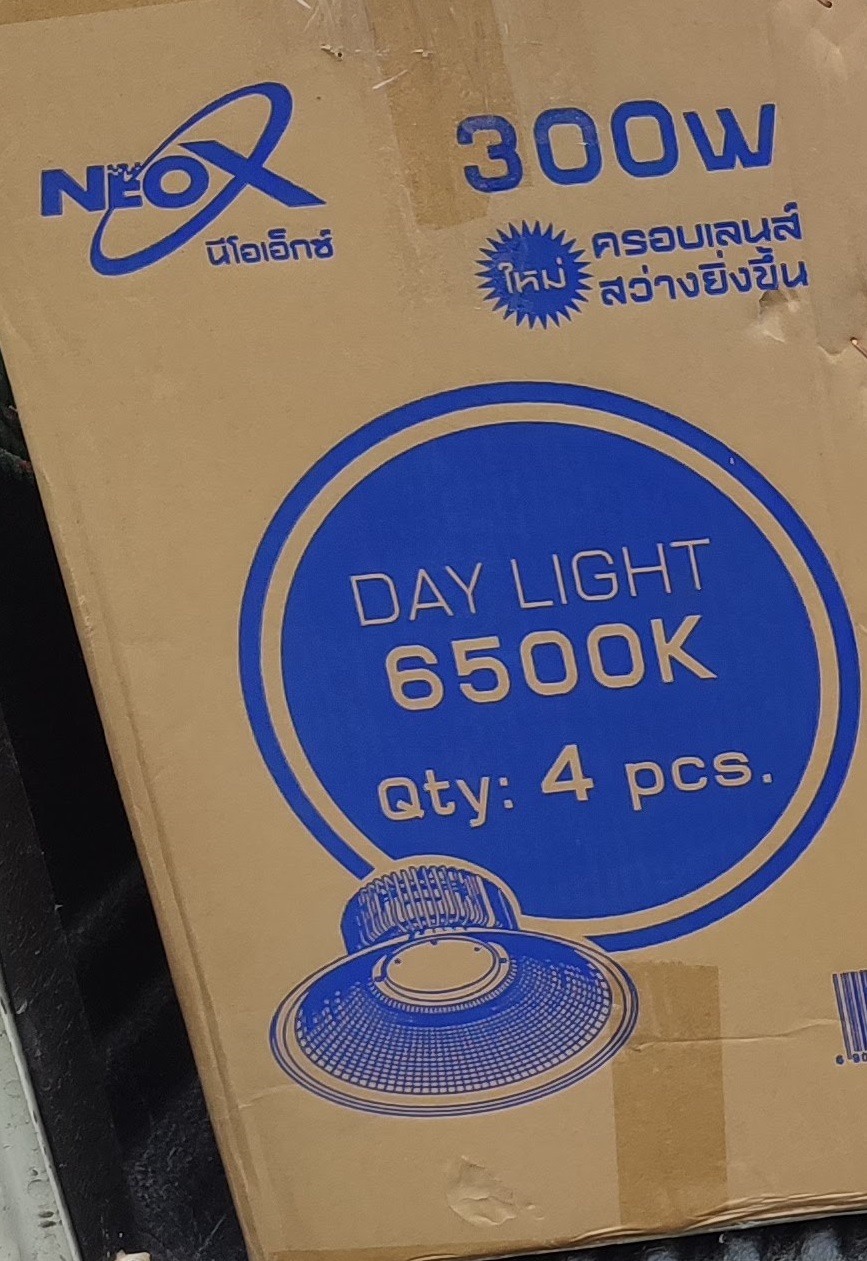 NEOX
นีโอเอ็กซ์
300W
ใหม่
ครอบเลนส์
สว่างยิ่งขึ้น
DAY LIGHT
6500K
Qty: 4 pcs.